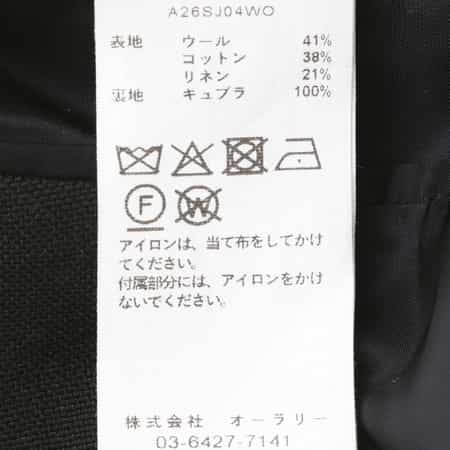 A26SJ04WO
表地 ウール 41%
コットン 38%
リネン 21%
裏地 キュプラ 100%
F W
アイロンは、当て布をしてかけ
てください。
付属部分には、アイロンをかけ
ないでください。
株式会社 オーラリー
03-6427-7141